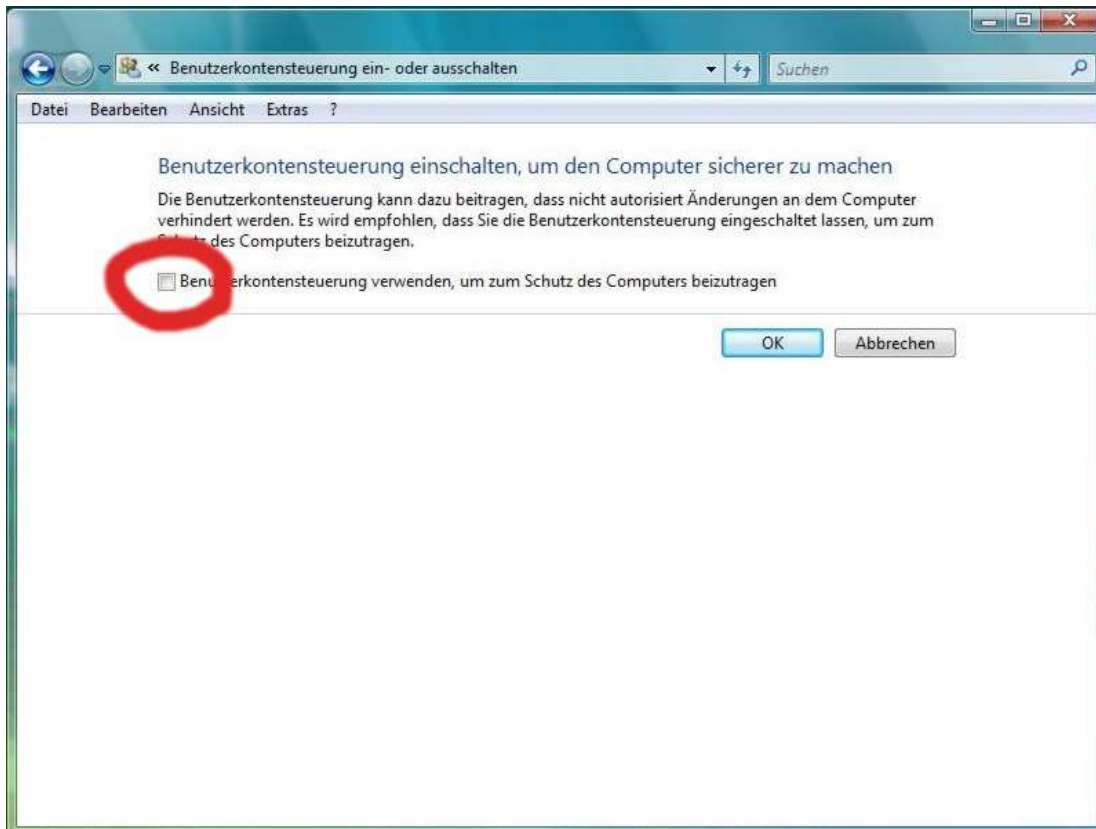 « Benutzerkontensteuerung ein- oder ausschalten
Suchen
Datei Bearbeiten Ansicht Extras ?
Benutzerkontensteuerung einschalten, um den Computer sicherer zu machen
Die Benutzerkontensteuerung kann dazu beitragen, dass nicht autorisiert Änderungen an dem Computer
verhindert werden. Es wird empfohlen, dass Sie die Benutzerkontensteuerung eingeschaltet lassen, um zum
Schutz des Computers beizutragen.
Benutzerkontensteuerung verwenden, um zum Schutz des Computers beizutragen
OK Abbrechen